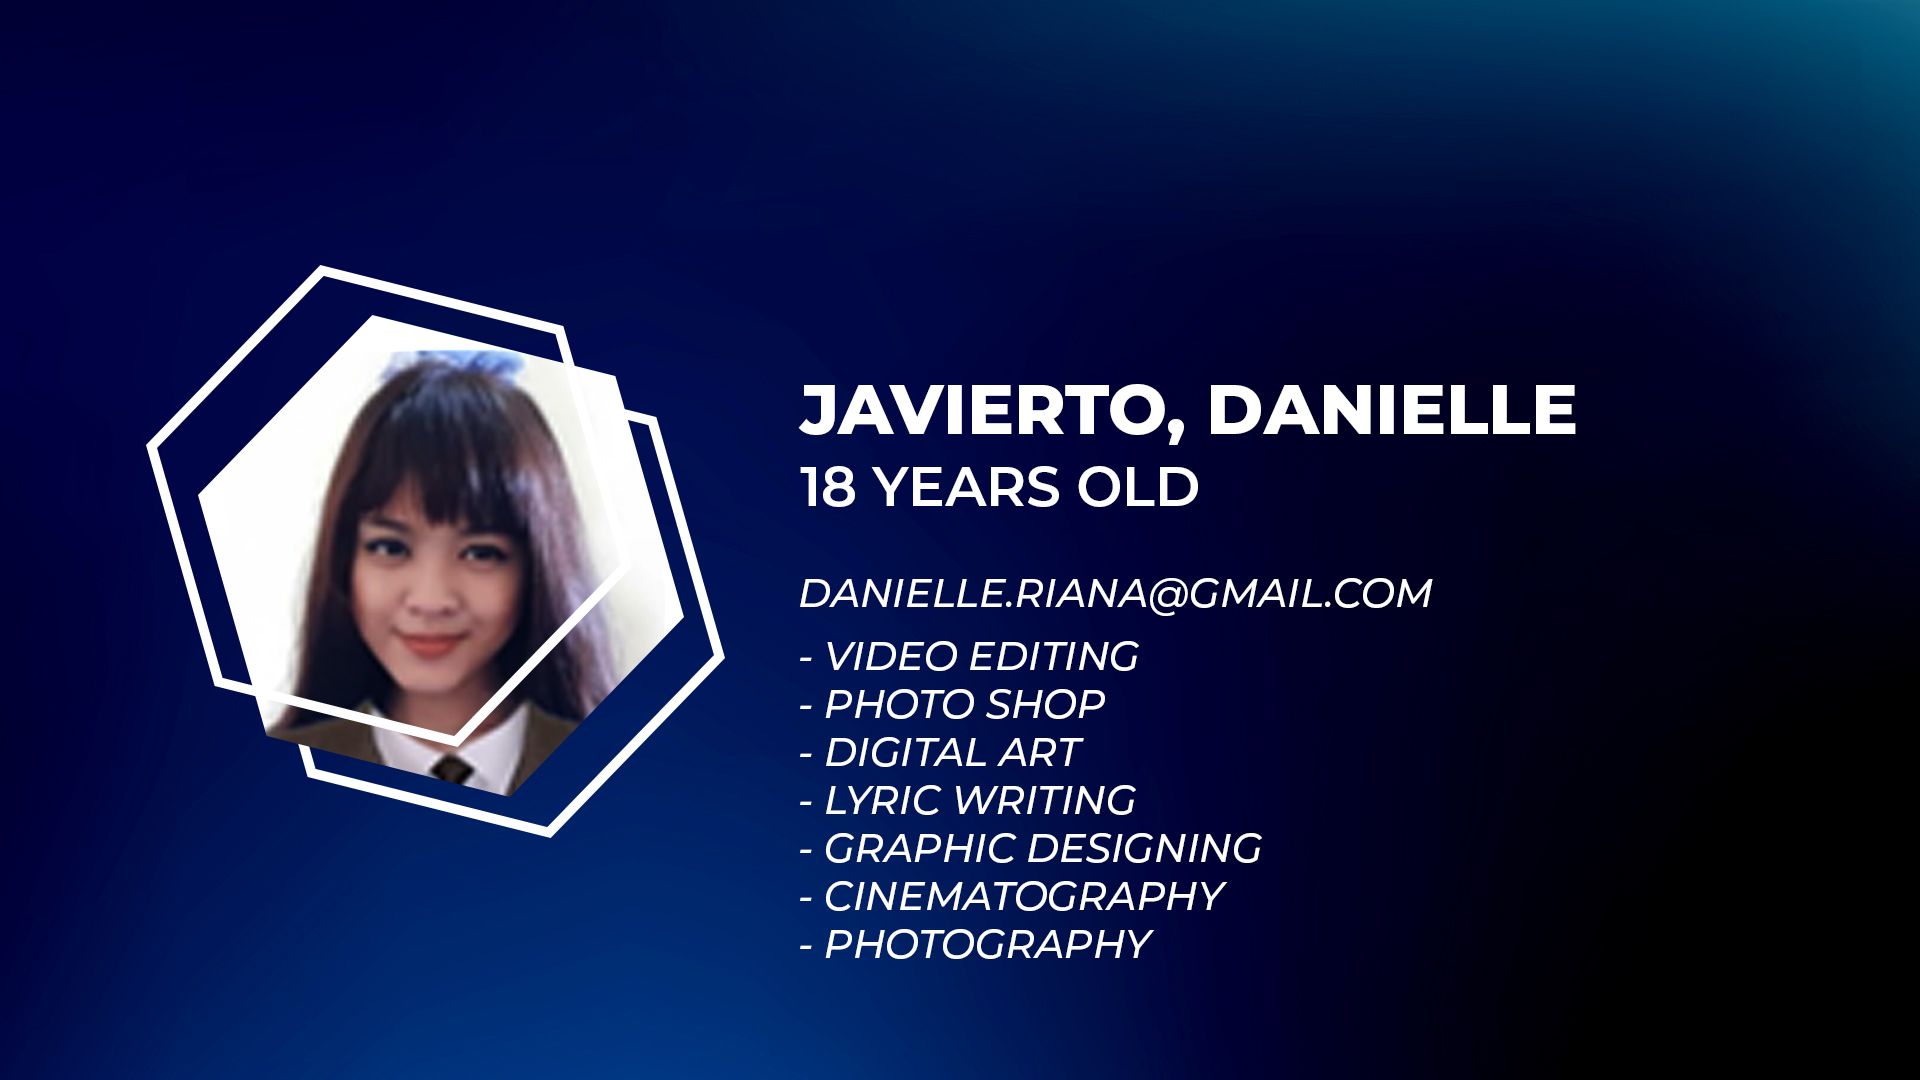 JAVIERTO, DANIELLE
18 YEARS OLD
DANIELLE.RIANA@GMAIL.COM
- VIDEO EDITING
- PHOTO SHOP
- DIGITAL ART
- LYRIC WRITING
- GRAPHIC DESIGNING
- CINEMATOGRAPHY
- PHOTOGRAPHY